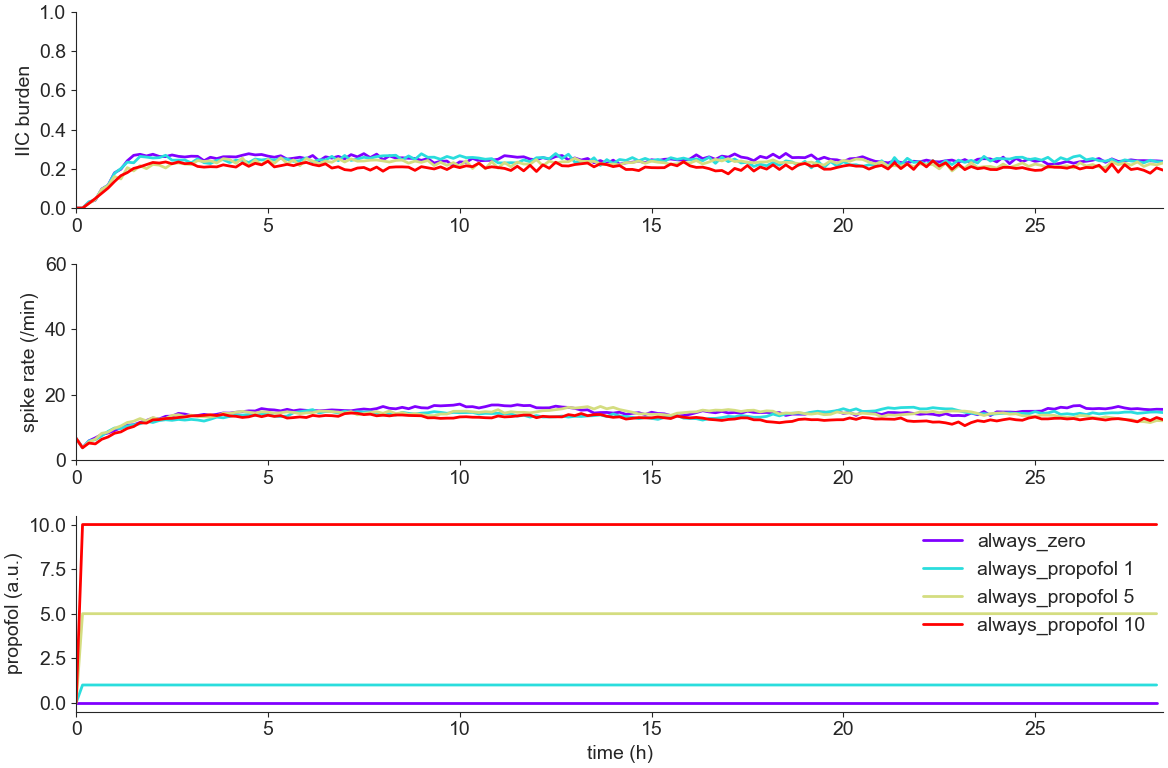 1.0
0.8
0.6
0.4
0.2
0.0
IIC burden
0 5 10 15 20 25
60
40
20
0
spike rate (/min)
0 5 10 15 20 25
10.0
7.5
5.0
2.5
0.0
propofol (a.u.)
always_zero
always_propofol 1
always_propofol 5
always_propofol 10
0 5 10 15 20 25
time (h)